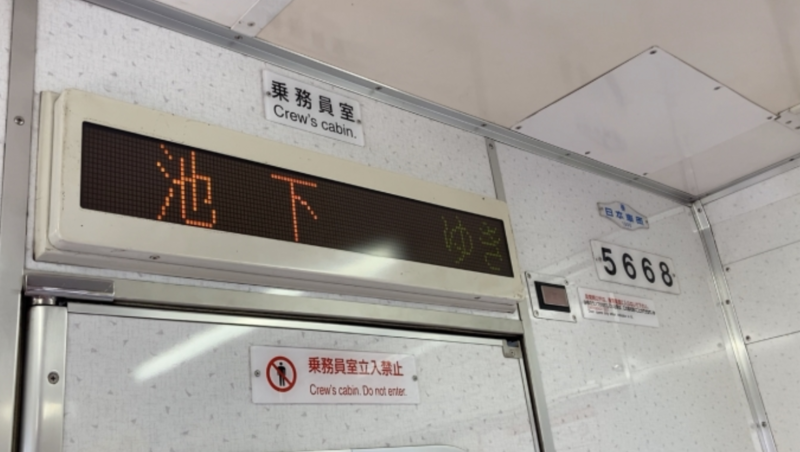 乗務員室
Crew's cabin.
池下 ゆき
日本車輌
5668
乗務員室立入禁止
Crew's cabin. Do not enter.